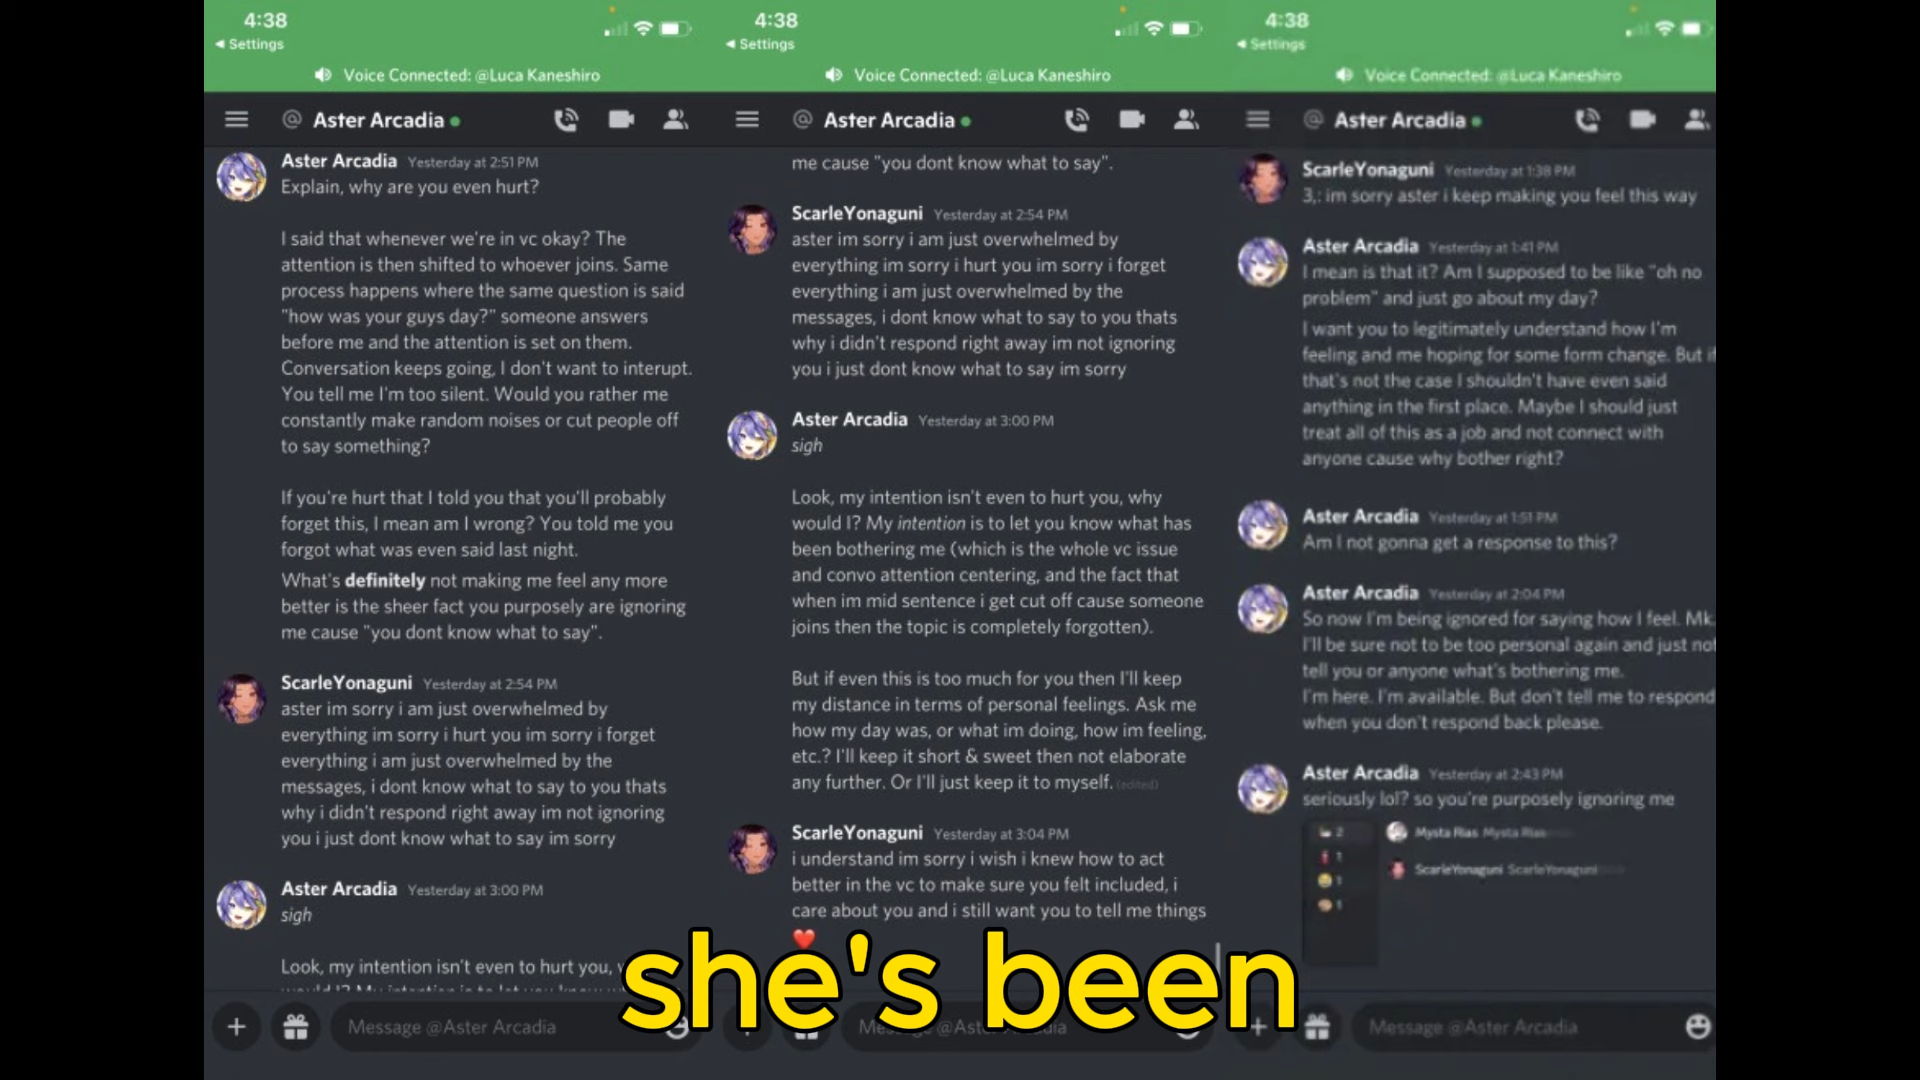 4:38
Settings
Voice Connected: @Luca Kaneshiro
@ Aster Arcadia
Aster Arcadia Yesterday at 2:51 PM
Explain, why are you even hurt?
I said that whenever we're in vc okay? The
attention is then shifted to whoever joins. Same
process happens where the same question is said
"how was your guys day?" someone answers
before me and the attention is set on them.
Conversation keeps going, I don't want to interupt.
You tell me I'm too silent. Would you rather me
constantly make random noises or cut people off
to say something?
If you're hurt that I told you that you'll probably
forget this, I mean am I wrong? You told me you
forgot what was even said last night.
What's definitely not making me feel any more
better is the sheer fact you purposely are ignoring
me cause "you dont know what to say".
ScarleYonaguni Yesterday at 2:54 PM
aster im sorry i am just overwhelmed by
everything im sorry i hurt you im sorry i forget
everything i am just overwhelmed by the
messages, i dont know what to say to you thats
why i didn't respond right away im not ignoring
you i just dont know what to say im sorry
Aster Arcadia Yesterday at 3:00 PM
sigh
Look, my intention isn't even to hurt you,
Message @Aster Arcadia
4:38
Settings
Voice Connected: @Luca Kaneshiro
@ Aster Arcadia
me cause "you dont know what to say".
ScarleYonaguni Yesterday at 2:54 PM
aster im sorry i am just overwhelmed by
everything im sorry i hurt you im sorry i forget
everything i am just overwhelmed by the
messages, i dont know what to say to you thats
why i didn't respond right away im not ignoring
you i just dont know what to say im sorry
Aster Arcadia Yesterday at 3:00 PM
sigh
Look, my intention isn't even to hurt you, why
would I? My intention is to let you know what has
been bothering me (which is the whole vc issue
and convo attention centering, and the fact that
when im mid sentence i get cut off cause someone
joins then the topic is completely forgotten).
But if even this is too much for you then I'll keep
my distance in terms of personal feelings. Ask me
how my day was, or what im doing, how im feeling,
etc.? I'll keep it short & sweet then not elaborate
any further. Or I'll just keep it to myself. (edited)
ScarleYonaguni Yesterday at 3:04 PM
i understand im sorry i wish i knew how to act
better in the vc to make sure you felt included, i
care about you and i still want you to tell me things
❤️
4:38
Settings
Voice Connected: @Luca Kaneshiro
@ Aster Arcadia
ScarleYonaguni Yesterday at 1:38 PM
3,: im sorry aster i keep making you feel this way
Aster Arcadia Yesterday at 1:41 PM
I mean is that it? Am I supposed to be like "oh no
problem" and just go about my day?
I want you to legitimately understand how I'm
feeling and me hoping for some form change. But if
that's not the case I shouldn't have even said
anything in the first place. Maybe I should just
treat all of this as a job and not connect with
anyone cause why bother right?
Aster Arcadia Yesterday at 1:51 PM
Am I not gonna get a response to this?
Aster Arcadia Yesterday at 2:04 PM
So now I'm being ignored for saying how I feel. Mk.
I'll be sure not to be too personal again and just not
tell you or anyone what's bothering me.
I'm here. I'm available. But don't tell me to respond
when you don't respond back please.
Aster Arcadia Yesterday at 2:43 PM
seriously lol? so you're purposely ignoring me
2 Mysta Rias Mysta Rias
1
ScarleYonaguni ScarleYonaguni
1
1
Message @Aster Arcadia
she's been